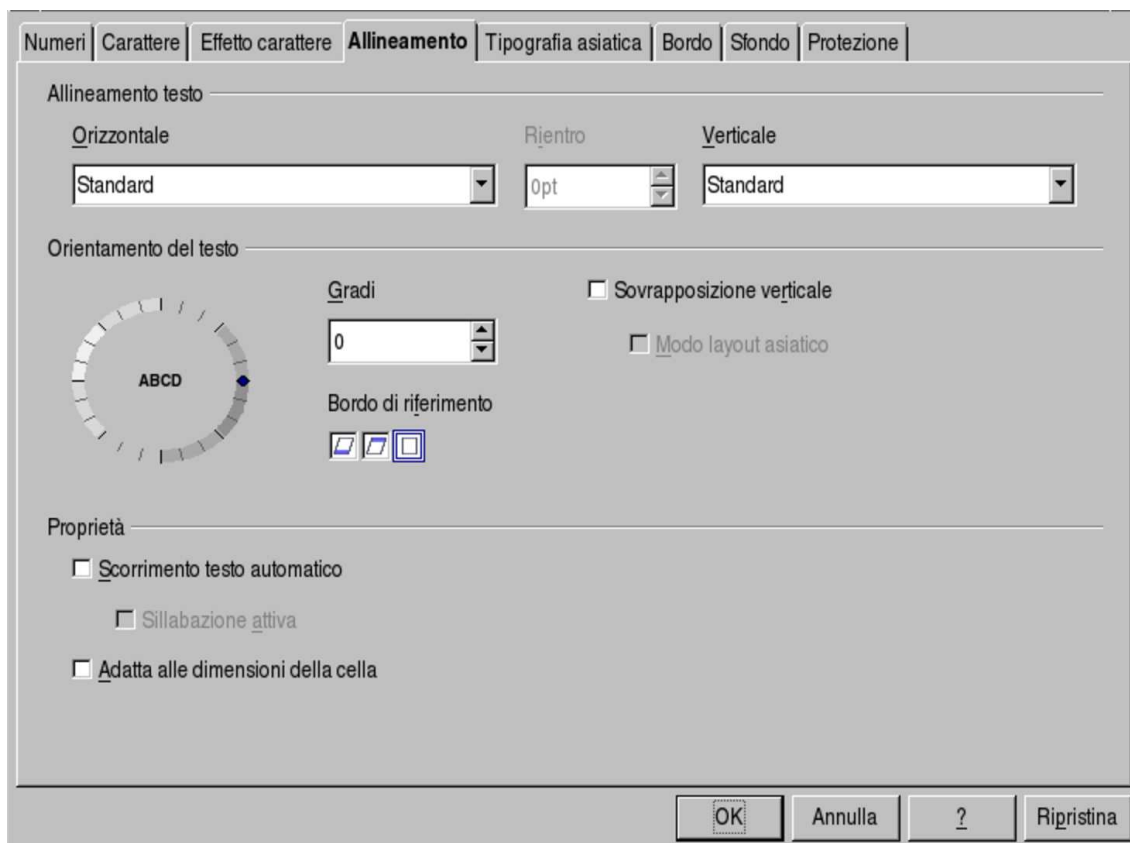 Numeri Carattere Effetto carattere Allineamento Tipografia asiatica Bordo Sfondo Protezione
Allineamento testo
Orizzontale Rientro Verticale
Standard 0pt Standard
Orientamento del testo
Gradi Sovrapposizione verticale
0 Modo layout asiatico
ABCD
Bordo di riferimento
Proprietà
Scorrimento testo automatico
Sillabazione attiva
Adatta alle dimensioni della cella
OK Annulla ? Ripristina